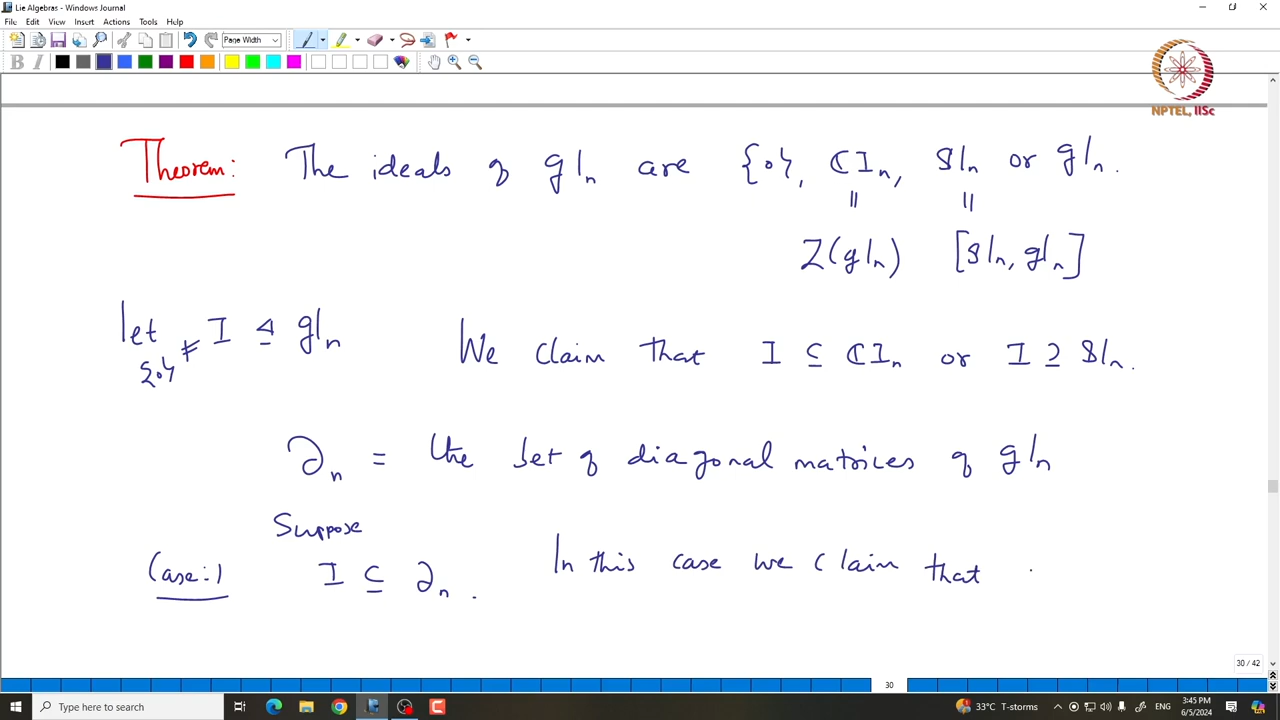 Lie Algebras - Windows Journal
File Edit View Insert Actions Tools Help
Page Width
B I
NPTEL, IISc
Theorem: The ideals of gl_n are {0}, ℂI_n, sl_n or gl_n.
|| ||
Z(gl_n) [sl_n, gl_n]
let {0} ≠ I ⊴ gl_n We claim that I ⊆ ℂI_n or I ⊇ sl_n.
∂_n = the set of diagonal matrices of gl_n
Suppose
Case:1 I ⊆ ∂_n. In this case we claim that
30 / 42
30
Type here to search
33°C T-storms
3:45 PM
6/5/2024